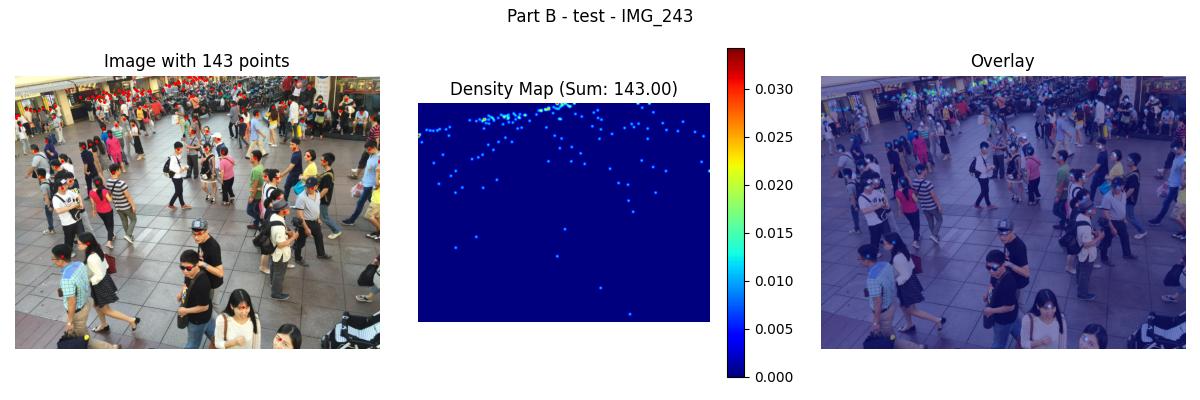 Part B - test - IMG_243
Image with 143 points
Density Map (Sum: 143.00)
Overlay
0.030
0.025
0.020
0.015
0.010
0.005
0.000